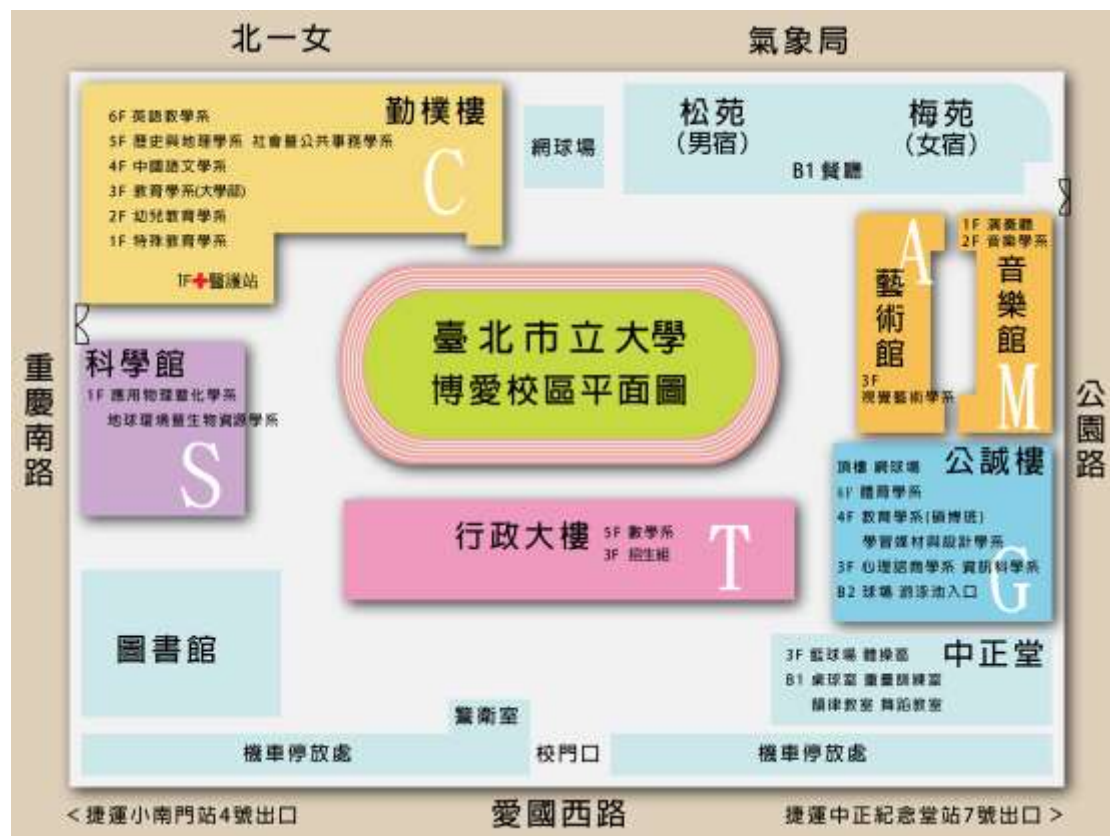 北一女
氣象局
勤樸樓
6F 英語教學系
5F 歷史與地理學系 社會暨公共事務學系
4F 中國語文學系
3F 教育學系(大學部)
2F 幼兒教育學系
1F 特殊教育學系
C
1F 醫護站
網球場
松苑
(男宿)
梅苑
(女宿)
B1 餐廳
A
藝術館
3F
視覺藝術學系
1F 演奏廳
2F 音樂學系
音樂館
M
臺北市立大學
博愛校區平面圖
重慶南路
公園路
科學館
1F 應用物理暨化學系
地球環境暨生物資源學系
S
公誠樓
頂樓 網球場
6F 體育學系
4F 教育學系(碩博班)
學習媒材與設計學系
3F 心理諮商學系 資訊科學系
B2 球場 游泳池入口
G
行政大樓
5F 數學系
3F 招生組
T
圖書館
中正堂
3F 籃球場 體操區
B1 桌球室 重量訓練室
韻律教室 舞蹈教室
警衛室
機車停放處
校門口
機車停放處
<捷運小南門站4號出口
愛國西路
捷運中正紀念堂站7號出口>